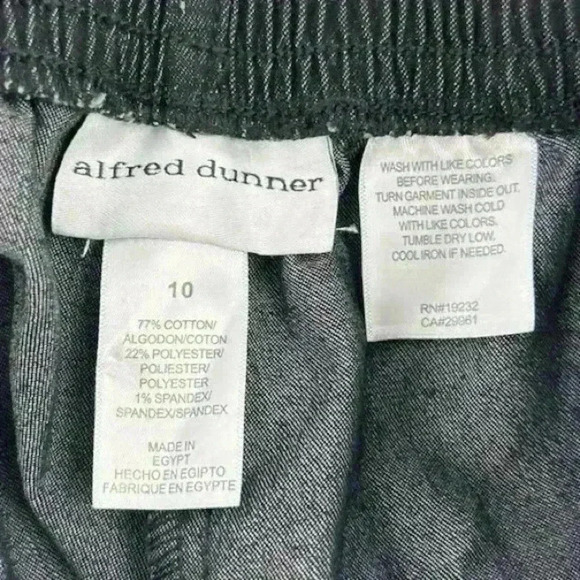 alfred dunner
10
77% COTTON/
ALGODON/COTON
22% POLYESTER/
POLIESTER/
POLYESTER
1% SPANDEX/
SPANDEX/SPANDEX
MADE IN
EGYPT
HECHO EN EGIPTO
FABRIQUE EN EGYPTE
WASH WITH LIKE COLORS
BEFORE WEARING.
TURN GARMENT INSIDE OUT.
MACHINE WASH COLD
WITH LIKE COLORS.
TUMBLE DRY LOW.
COOL IRON IF NEEDED.
RN#19232
CA#29961